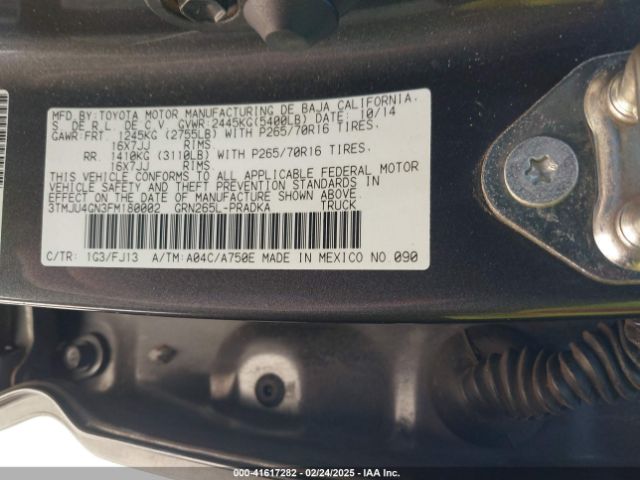 MFD.BY:TOYOTA MOTOR MANUFACTURING DE BAJA CALIFORNIA.
S. DE R.L. DE C.V. GVWR 2445KG(5400LB) DATE: 10/14
GAWR FRT. 1245KG (2755LB) WITH P265/70R16 TIRES.
16X7JJ RIMS
RR. 1410KG (3110LB) WITH P265/70R16 TIRES.
16X7JJ RIMS
THIS VEHICLE CONFORMS TO ALL APPLICABLE FEDERAL MOTOR
VEHICLE SAFETY AND THEFT PREVENTION STANDARDS IN
EFFECT ON THE DATE OF MANUFACTURE SHOWN ABOVE.
3TMJU4GN3FM180002 GRN265L-PRADKA TRUCK
C/TR: 1G3/FJ13 A/TM:A04C/A750E MADE IN MEXICO NO.090
000-41617282 - 02/24/2025 - IAA Inc.